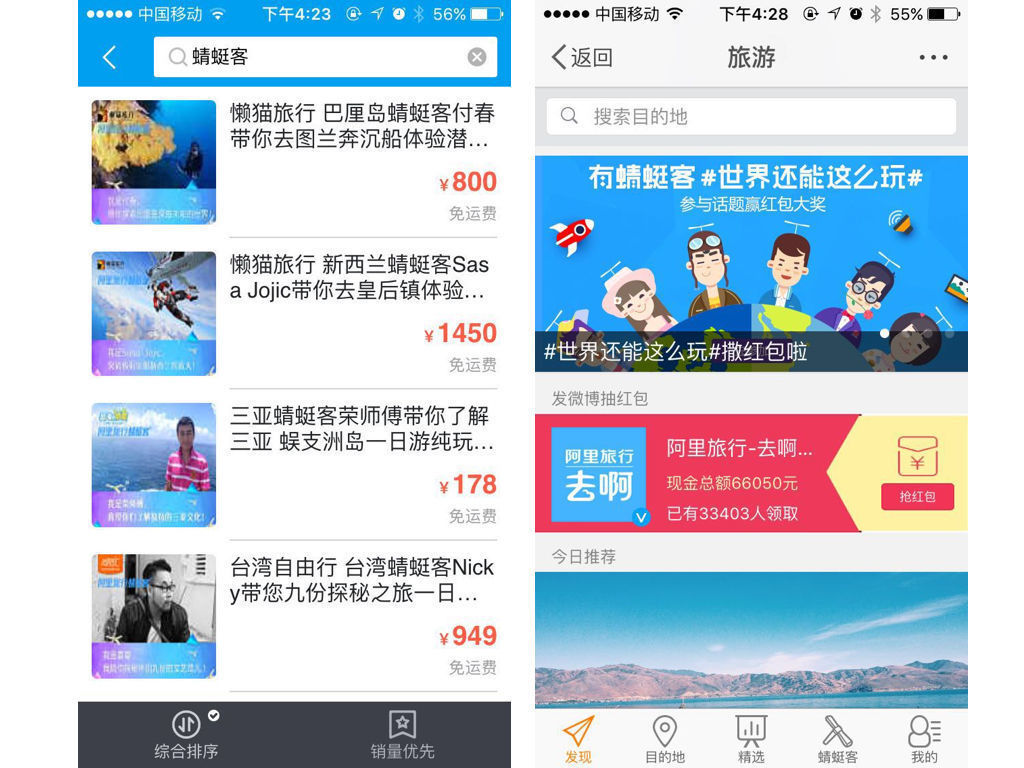 中国移动 下午4:23 56%
蜻蜓客
懒猫旅行 巴厘岛蜻蜓客付春
带你去图兰奔沉船体验潜...
¥800
免运费
懒猫旅行 新西兰蜻蜓客Sas
a Jojic带你去皇后镇体验...
¥1450
免运费
三亚蜻蜓客荣师傅带你了解
三亚 蜈支洲岛一日游纯玩...
¥178
免运费
台湾自由行 台湾蜻蜓客Nick
y带您九份探秘之旅一日...
¥949
免运费
综合排序
销量优先
中国移动 下午4:28 55%
返回 旅游
搜索目的地
有蜻蜓客 #世界还能这么玩#
参与话题赢红包大奖
#世界还能这么玩#撒红包啦
发微博抽红包
阿里旅行
去啊
阿里旅行-去啊...
现金总额66050元
已有33403人领取
¥
抢红包
今日推荐
发现 目的地 精选 蜻蜓客 我的